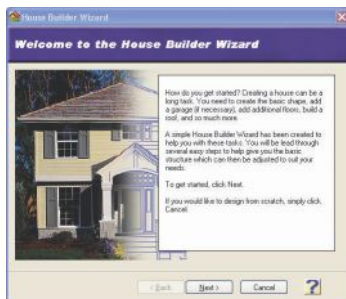 House Builder Wizard
Welcome to the House Builder Wizard
How do you get started? Creating a house can be a
long task. You need to create the basic shape, add
a garage (if necessary), add additional floors, build a
roof, and so much more.
A simple House Builder Wizard has been created to
help you with these tasks. You will be lead through
several easy steps to help give you the basic
structure which can then be adjusted to suit your
needs.
To get started, click Next.
If you would like to design from scratch, simply click
Cancel.
< Back
Next >
Cancel
?